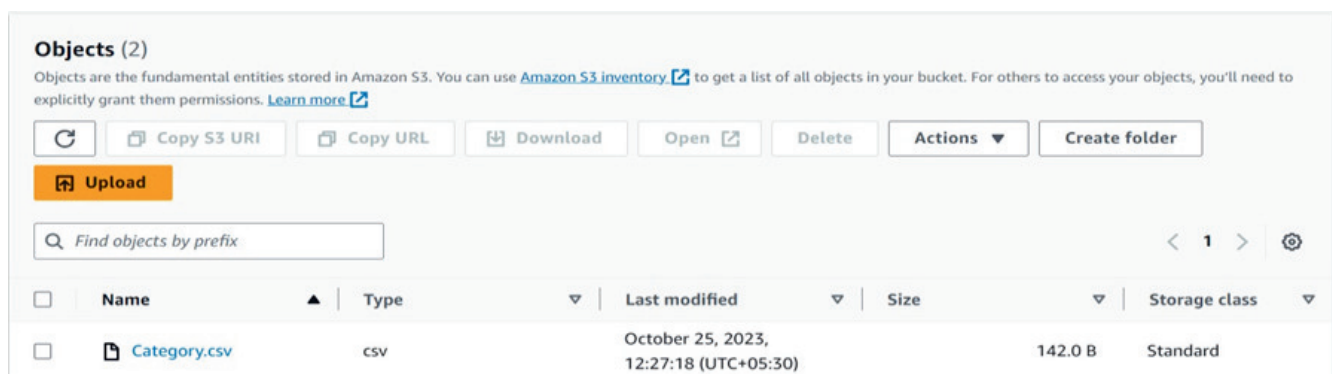 Objects (2)
Objects are the fundamental entities stored in Amazon S3. You can use Amazon S3 inventory to get a list of all objects in your bucket. For others to access your objects, you'll need to
explicitly grant them permissions. Learn more
Copy S3 URI Copy URL Download Open Delete Actions Create folder
Upload
Find objects by prefix 1
Name Type Last modified Size Storage class
Category.csv csv October 25, 2023, 142.0 B Standard
12:27:18 (UTC+05:30)